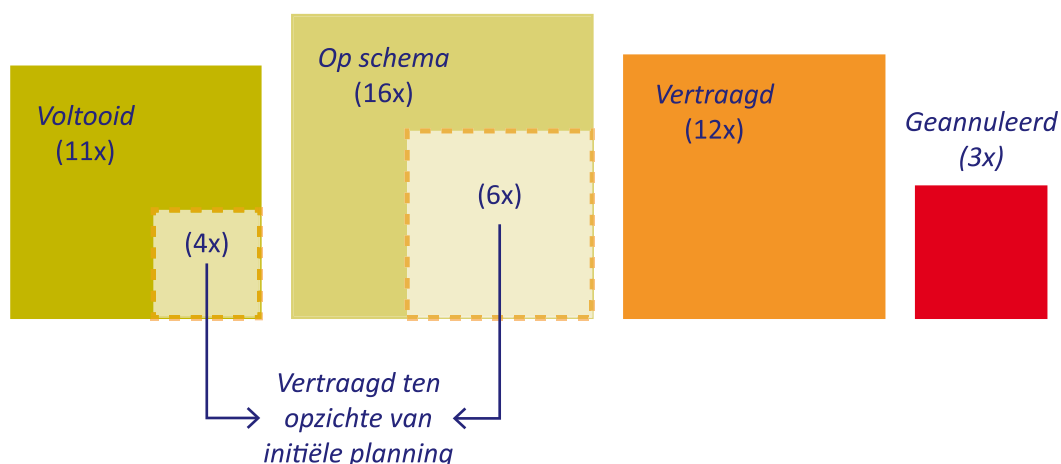 Voltooid
(11x)
(4x)
Op schema
(16x)
(6x)
Vertraagd
(12x)
Geannuleerd
(3x)
Vertraagd ten
opzichte van
initiële planning